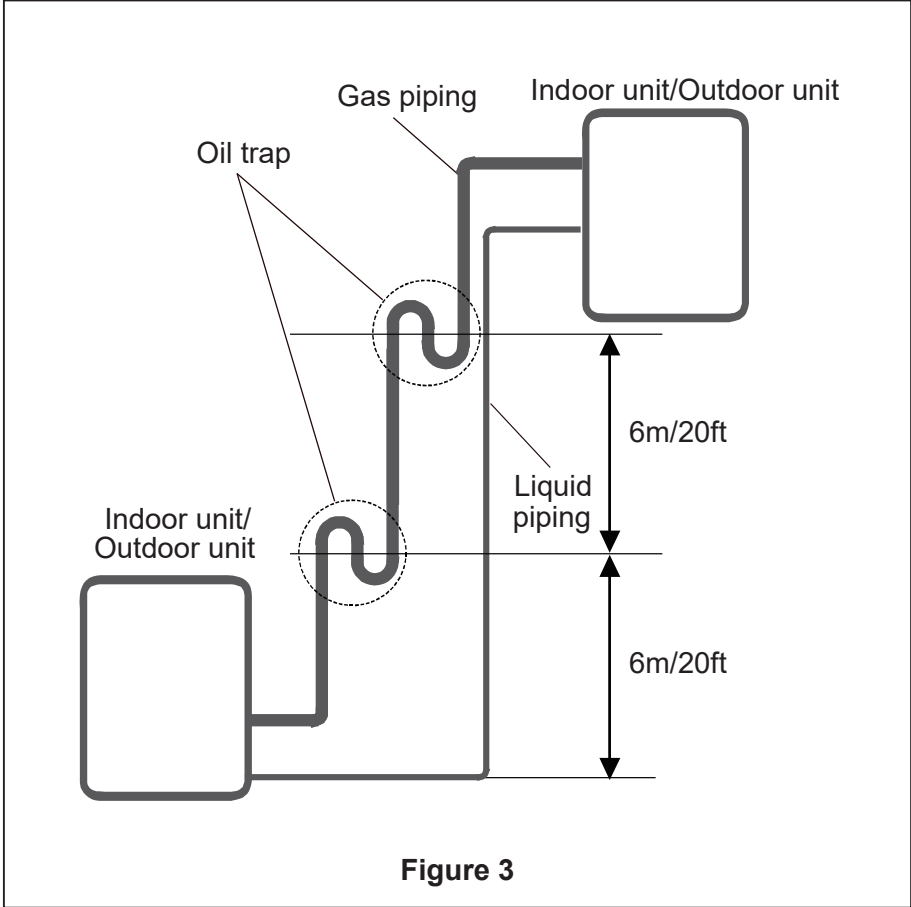 Gas piping
Indoor unit/Outdoor unit
Oil trap
6m/20ft
Liquid
piping
Indoor unit/
Outdoor unit
6m/20ft
Figure 3